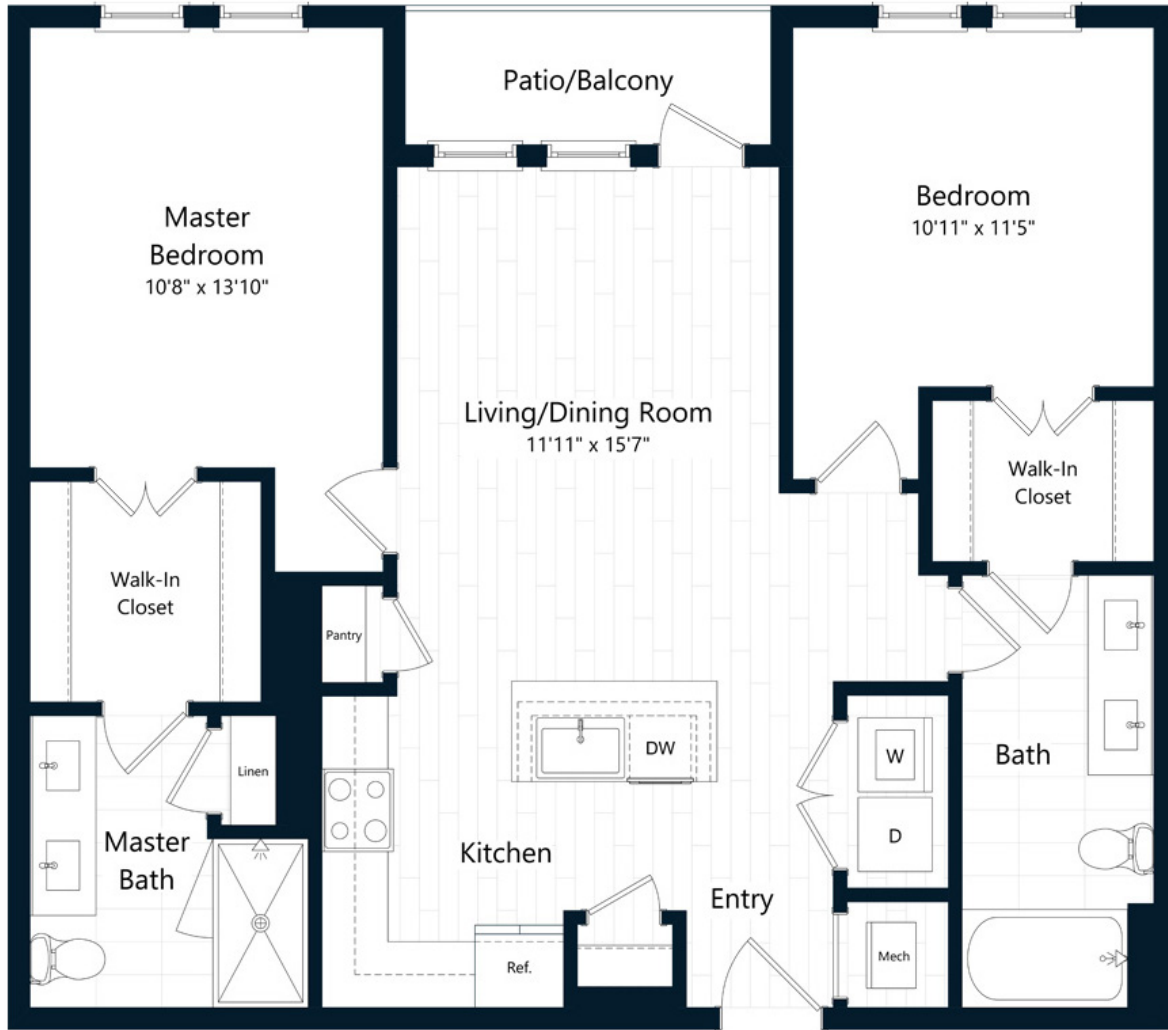 Patio/Balcony
Master
Bedroom
10'8" x 13'10"
Bedroom
10'11" x 11'5"
Living/Dining Room
11'11" x 15'7"
Walk-In
Closet
Walk-In
Closet
Pantry
Linen
DW
W
D
Bath
Master
Bath
Kitchen
Entry
Ref.
Mech